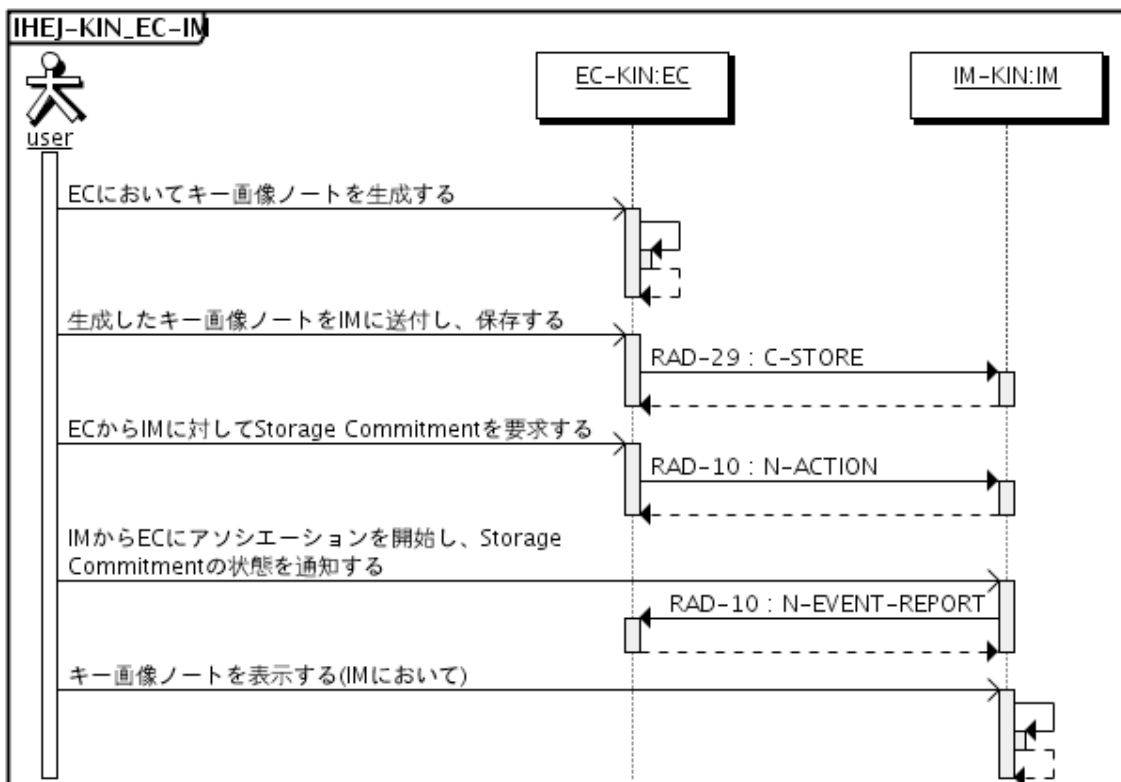 IHEJ-KIN_EC-IM
user
EC-KIN:EC
IM-KIN:IM
ECにおいてキー画像ノートを生成する
生成したキー画像ノートをIMに送付し、保存する
RAD-29 : C-STORE
ECからIMに対してStorage Commitmentを要求する
RAD-10 : N-ACTION
IMからECにアソシエーションを開始し、Storage
Commitmentの状態を通知する
RAD-10 : N-EVENT-REPORT
キー画像ノートを表示する(IMにおいて)